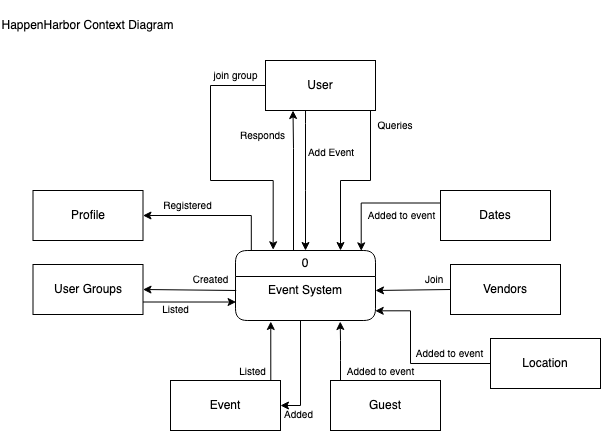 HappenHarbor Context Diagram
join group
User
Queries
Responds
Add Event
Profile
Registered
Added to event
Dates
0
Event System
User Groups
Created
Listed
Join
Vendors
Added to event
Location
Listed
Added to event
Event
Added
Guest